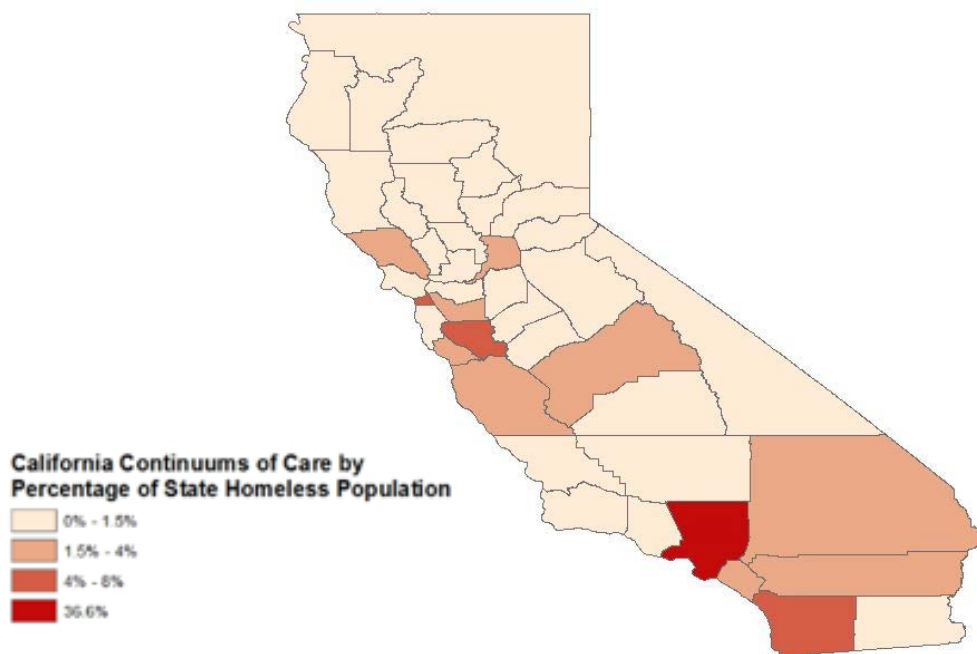 California Continuums of Care by
Percentage of State Homeless Population
0% - 1.5%
1.5% - 4%
4% - 8%
36.6%